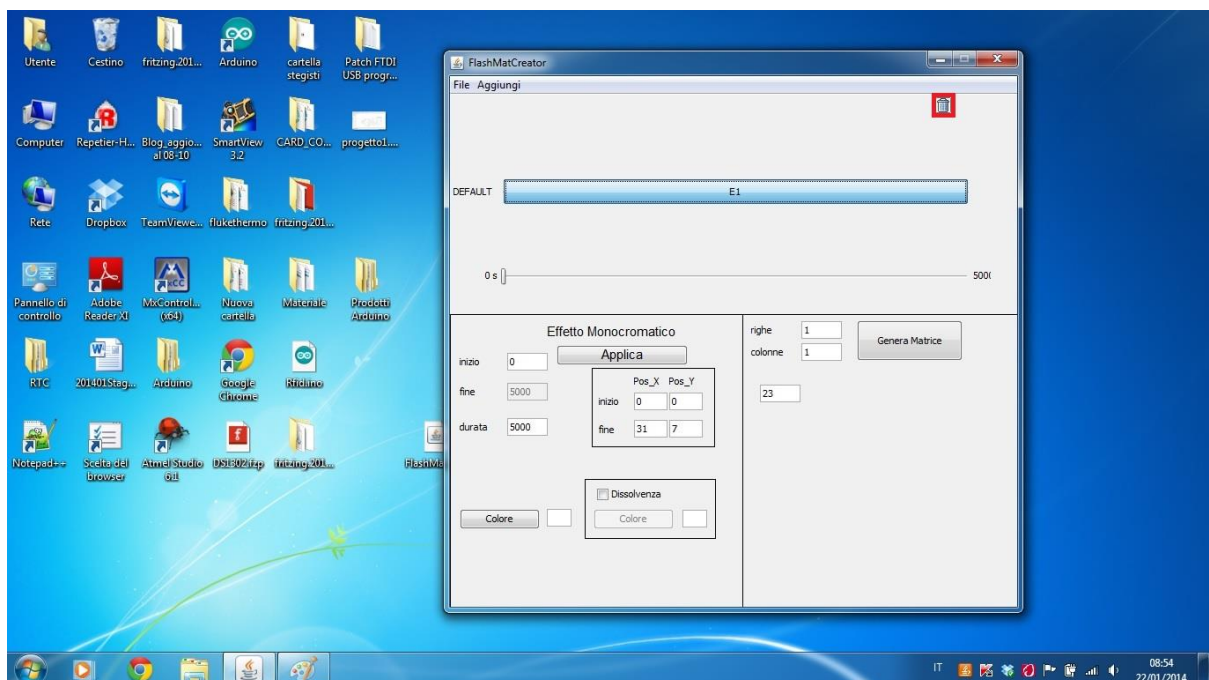 Utente
Cestino
fritzing.201...
Arduino
cartella
stegisti
Patch FTDI
USB progr...
Computer
Repetier-H...
Blog_aggio...
al 08-10
SmartView
3.2
CARD_CO...
progetto1....
Rete
Dropbox
TeamViewe...
flukethermo
fritzing.201...
Pannello di
controllo
Adobe
Reader XI
MxControl...
(x64)
Nuova
cartella
Materiale
Prodotti
Arduino
RTC
201401Stag...
Arduino
Google
Chrome
Rfiduino
Notepad++
Scelta del
browser
Atmel Studio
6.1
DS1302.fzp
fritzing.201...
FlashMa
FlashMatCreator
File Aggiungi
DEFAULT
E1
0 s
500(
Effetto Monocromatico
Applica
inizio 0
fine 5000
durata 5000
Pos_X Pos_Y
inizio 0 0
fine 31 7
Colore
Dissolvenza
Colore
righe 1
colonne 1
Genera Matrice
23
IT
08:54
22/01/2014